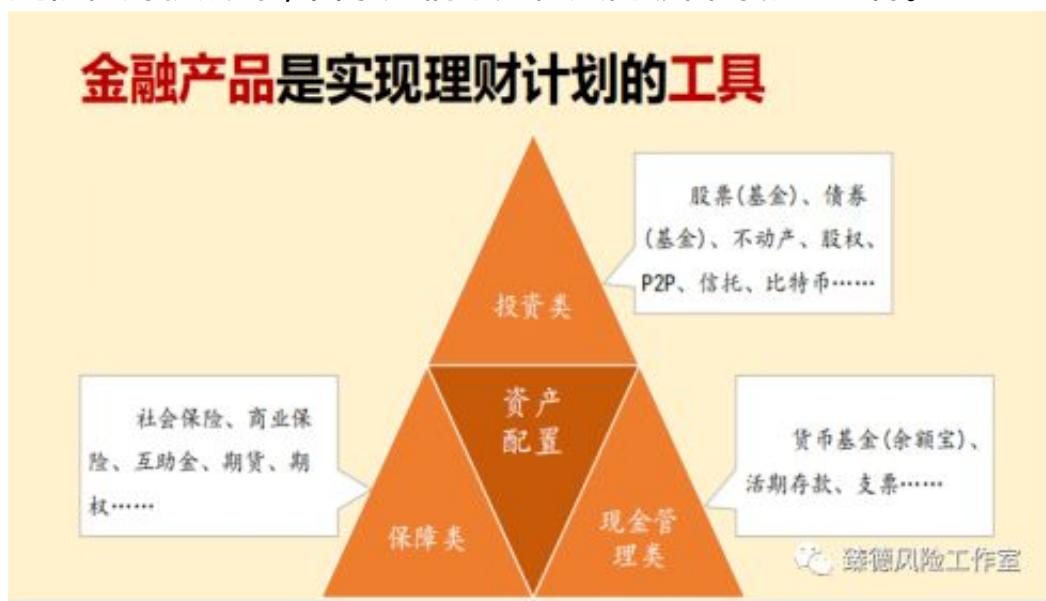 金融产品是实现理财计划的工具
股票(基金)、债券
(基金)、不动产、股权、
P2P、信托、比特币……
投资类
社会保险、商业保
险、互助金、期货、期
权……
资产
配置
货币基金(余额宝)、
活期存款、支票……
保障类
现金管
理类
臻德风险工作室